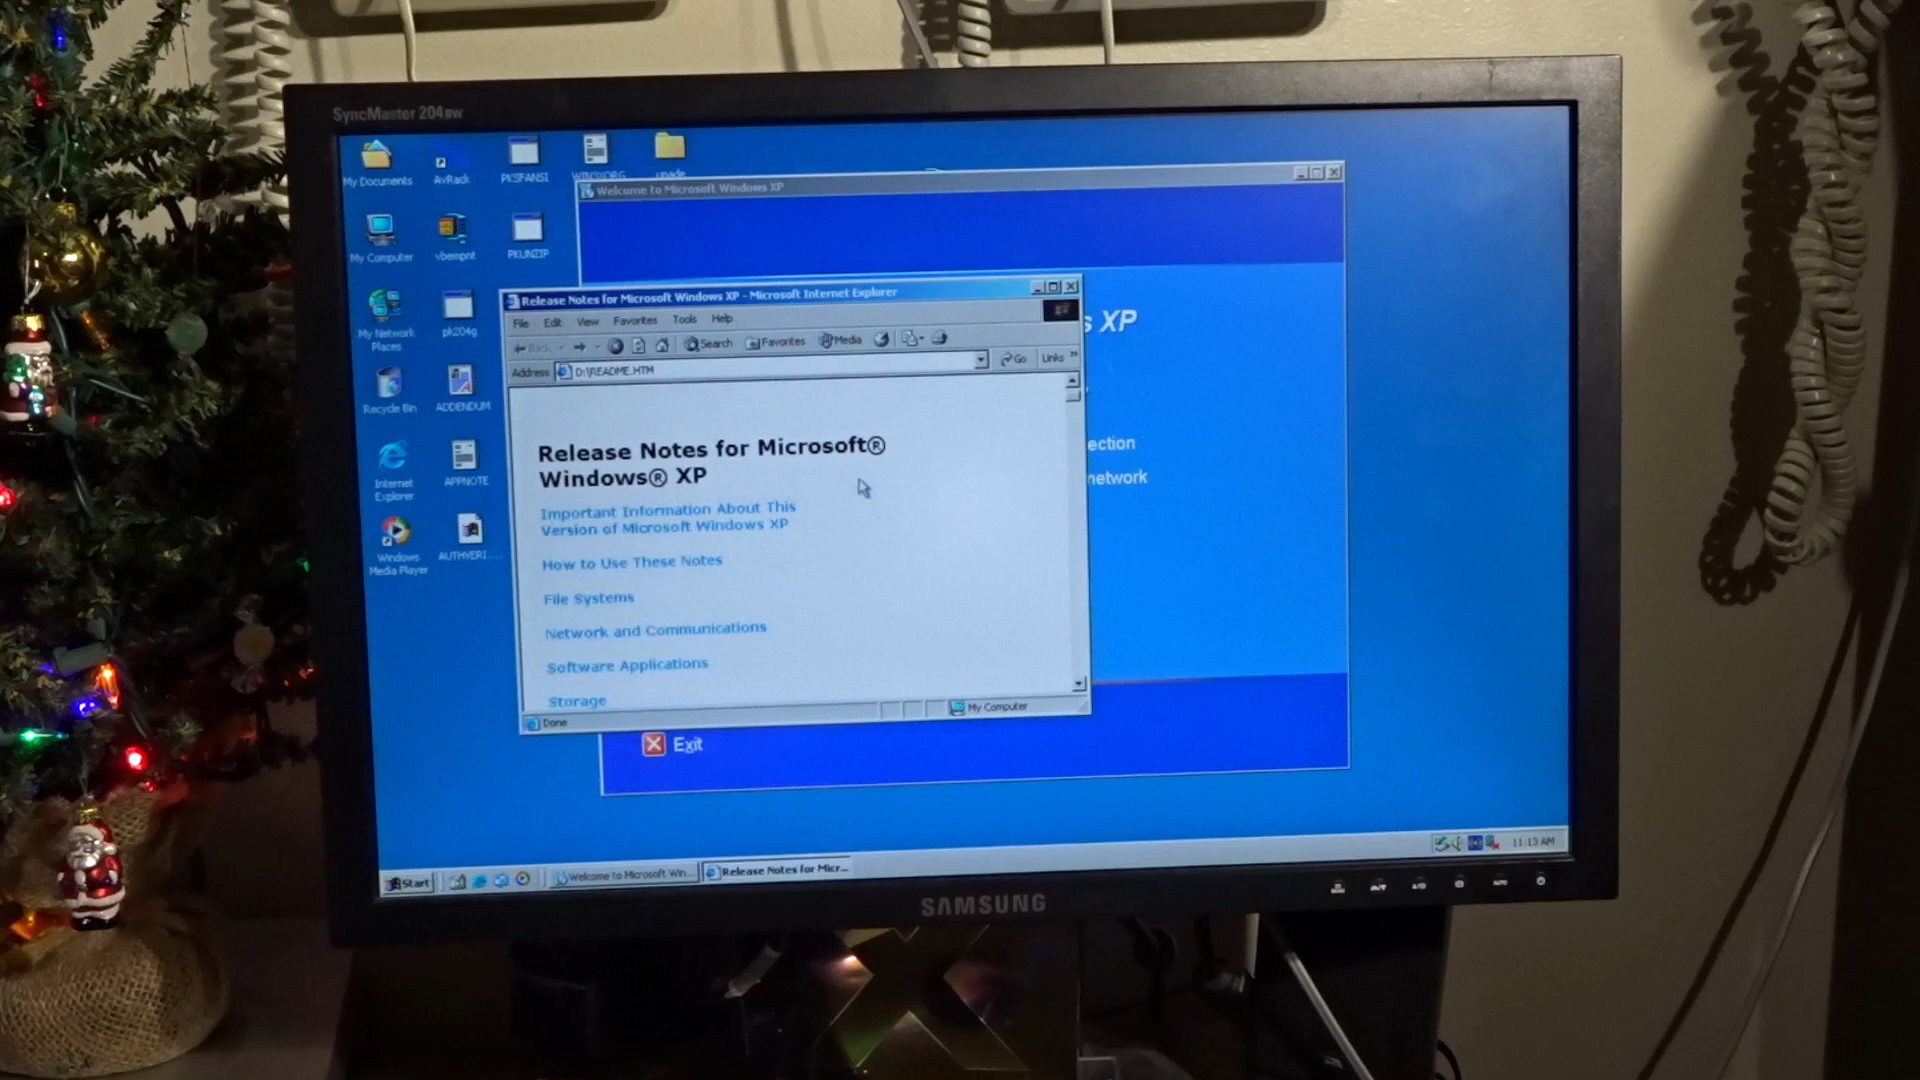 SyncMaster 204BW
My Documents
AvRack
PKSFANSI
Welcome to Microsoft Windows XP
My Computer
vbempnt
PKUNZIP
Release Notes for Microsoft Windows XP - Microsoft Internet Explorer
File Edit View Favorites Tools Help
Back Search Favorites Media
Address D:\README.HTM Go Links »
s XP
My Network
Places
pk204g
Recycle Bin
ADDENDUM
Release Notes for Microsoft®
Windows® XP
ection
network
Internet
Explorer
APPNOTE
Important Information About This
Version of Microsoft Windows XP
Windows
Media Player
AUTHVERI...
How to Use These Notes
File Systems
Network and Communications
Software Applications
Storage
Done
My Computer
Exit
Start
Welcome to Microsoft Win...
Release Notes for Micr...
11:13 AM
SAMSUNG